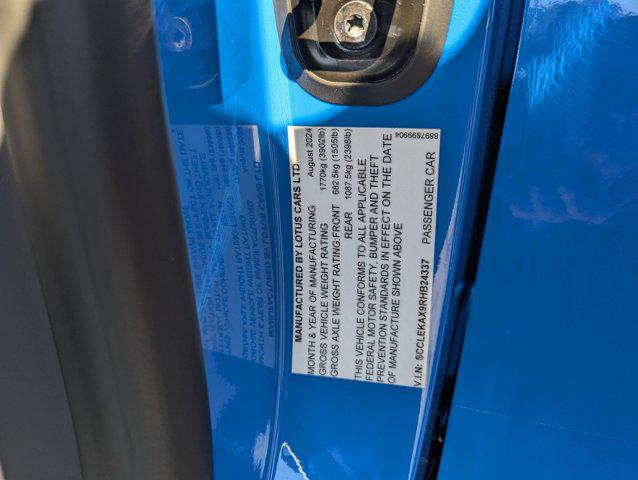 MANUFACTURED BY LOTUS CARS LTD
MONTH & YEAR OF MANUFACTURING August 2024
GROSS VEHICLE WEIGHT RATING 1770kg (3902lb)
GROSS AXLE WEIGHT RATING:FRONT 682.5kg (1505lb)
REAR 1087.5kg (2398lb)
THIS VEHICLE CONFORMS TO ALL APPLICABLE
FEDERAL MOTOR SAFETY, BUMPER AND THEFT
PREVENTION STANDARDS IN EFFECT ON THE DATE
OF MANUFACTURE SHOWN ABOVE
V.I.N: SCCLEKAX9RHB24337 PASSENGER CAR
8897899904